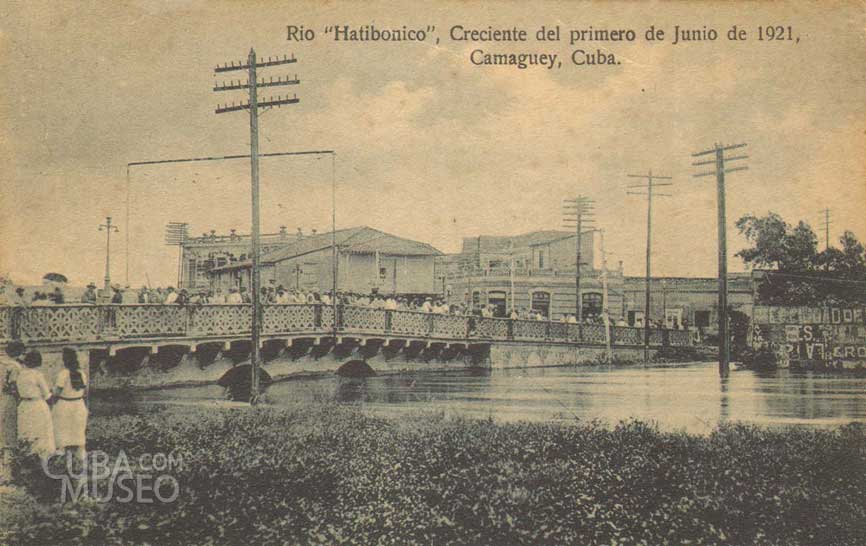 Rio "Hatibonico", Creciente del primero de Junio de 1921,
Camaguey, Cuba.
CUBA.COM
MUSEO